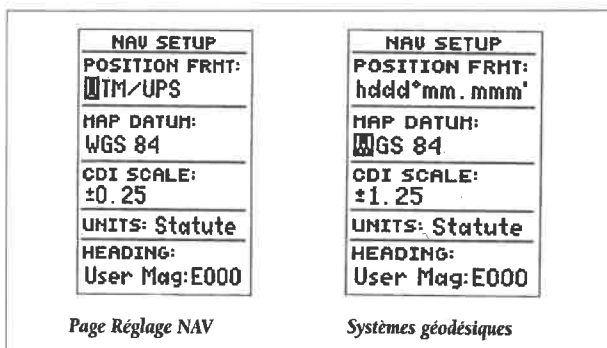 NAV SETUP
POSITION FRMT:
UTM/UPS
MAP DATUM:
WGS 84
CDI SCALE:
±0.25
UNITS: Statute
HEADING:
User Mag:E000
Page Réglage NAV
NAV SETUP
POSITION FRMT:
hddd°mm.mmm'
MAP DATUM:
WGS 84
CDI SCALE:
±1.25
UNITS: Statute
HEADING:
User Mag:E000
Systèmes géodésiques